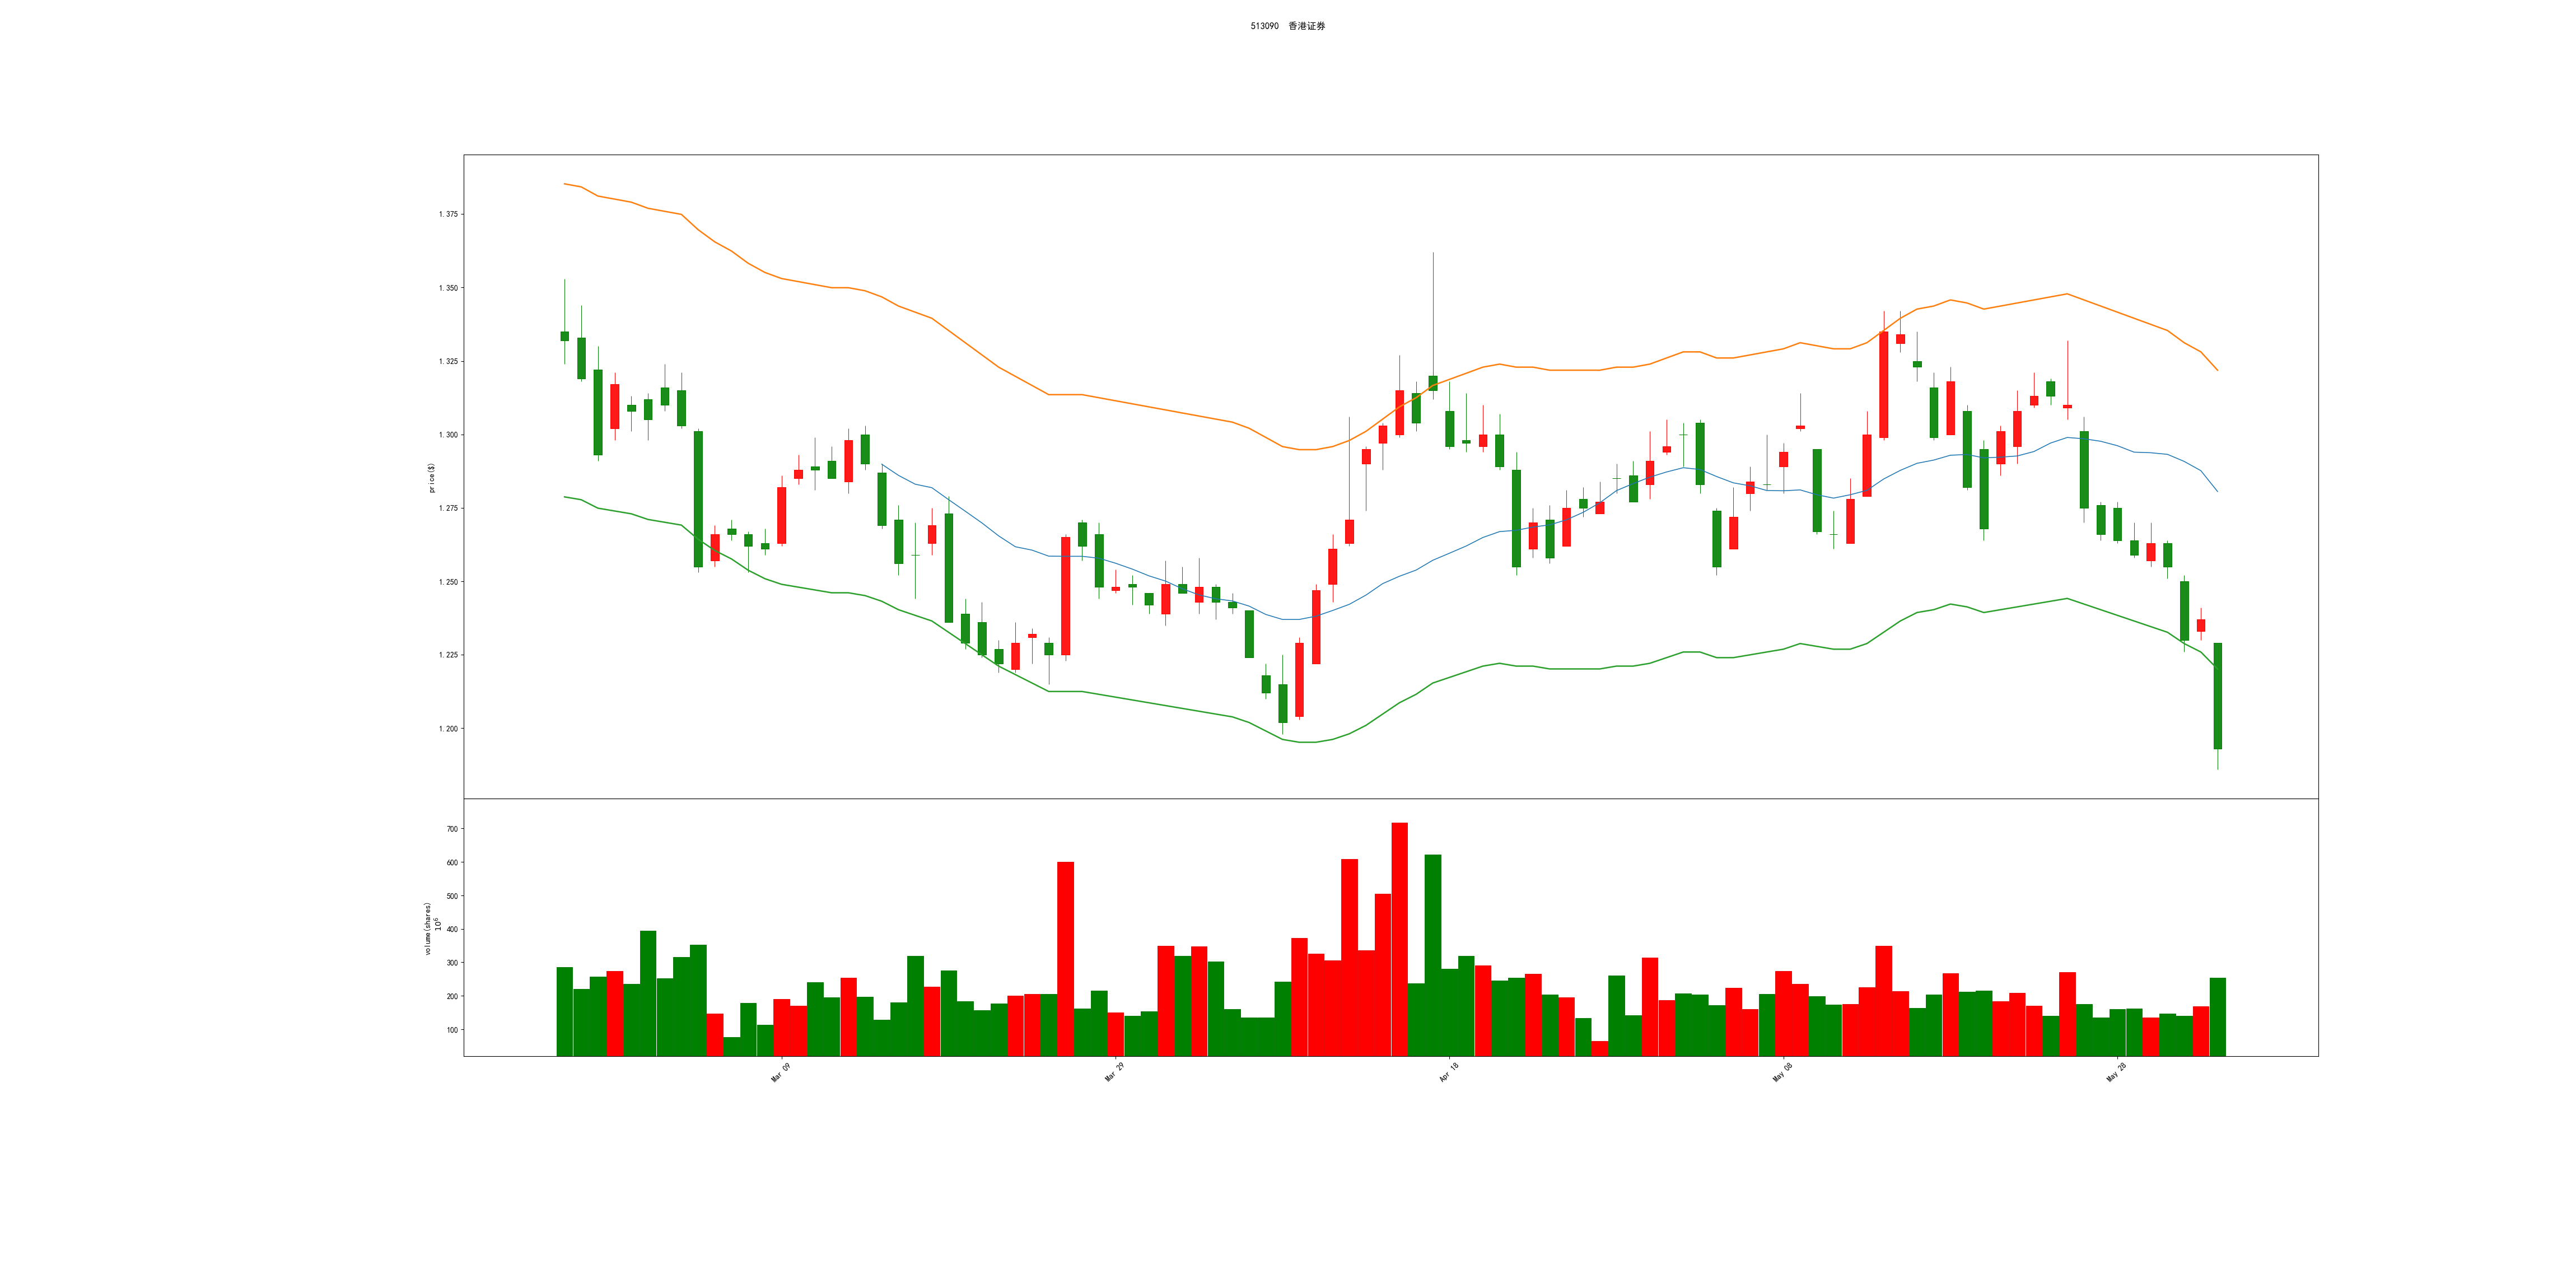 513090 香港证券
price($)
1.375
1.350
1.325
1.300
1.275
1.250
1.225
1.200
volume(shares)
10⁶
700
600
500
400
300
200
100
Mar 09
Mar 29
Apr 18
May 08
May 28